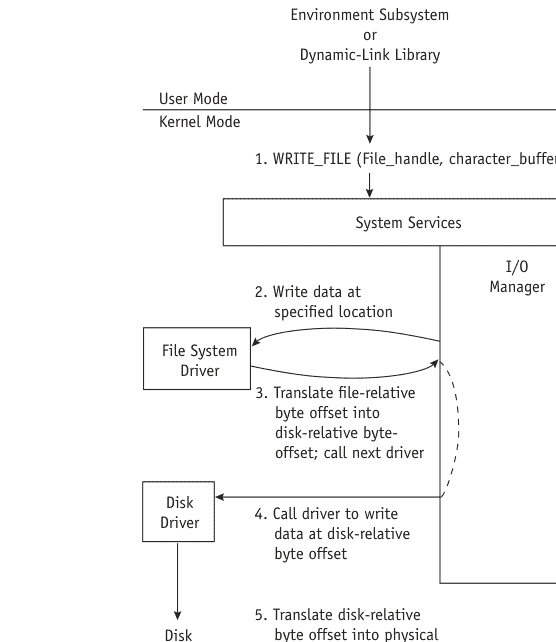 Environment Subsystem
or
Dynamic-Link Library
User Mode
Kernel Mode
1. WRITE_FILE (File_handle, character_buffer
System Services
I/O
Manager
2. Write data at
specified location
File System
Driver
3. Translate file-relative
byte offset into
disk-relative byte-
offset; call next driver
Disk
Driver
4. Call driver to write
data at disk-relative
byte offset
Disk
5. Translate disk-relative
byte offset into physical